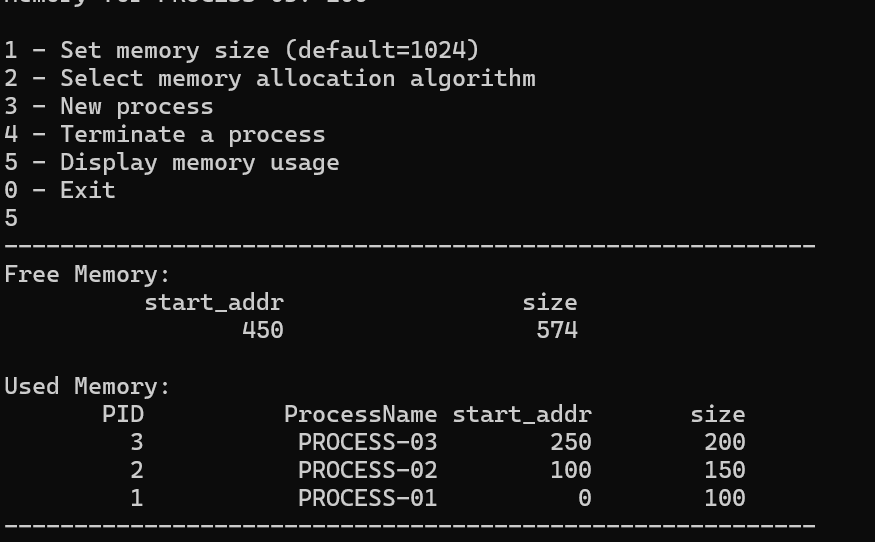 1 - Set memory size (default=1024)
2 - Select memory allocation algorithm
3 - New process
4 - Terminate a process
5 - Display memory usage
0 - Exit
5
----------------------------------------------------------
Free Memory:
          start_addr                 size
                 450                  574

Used Memory:
       PID          ProcessName start_addr       size
         3           PROCESS-03        250        200
         2           PROCESS-02        100        150
         1           PROCESS-01          0        100
----------------------------------------------------------